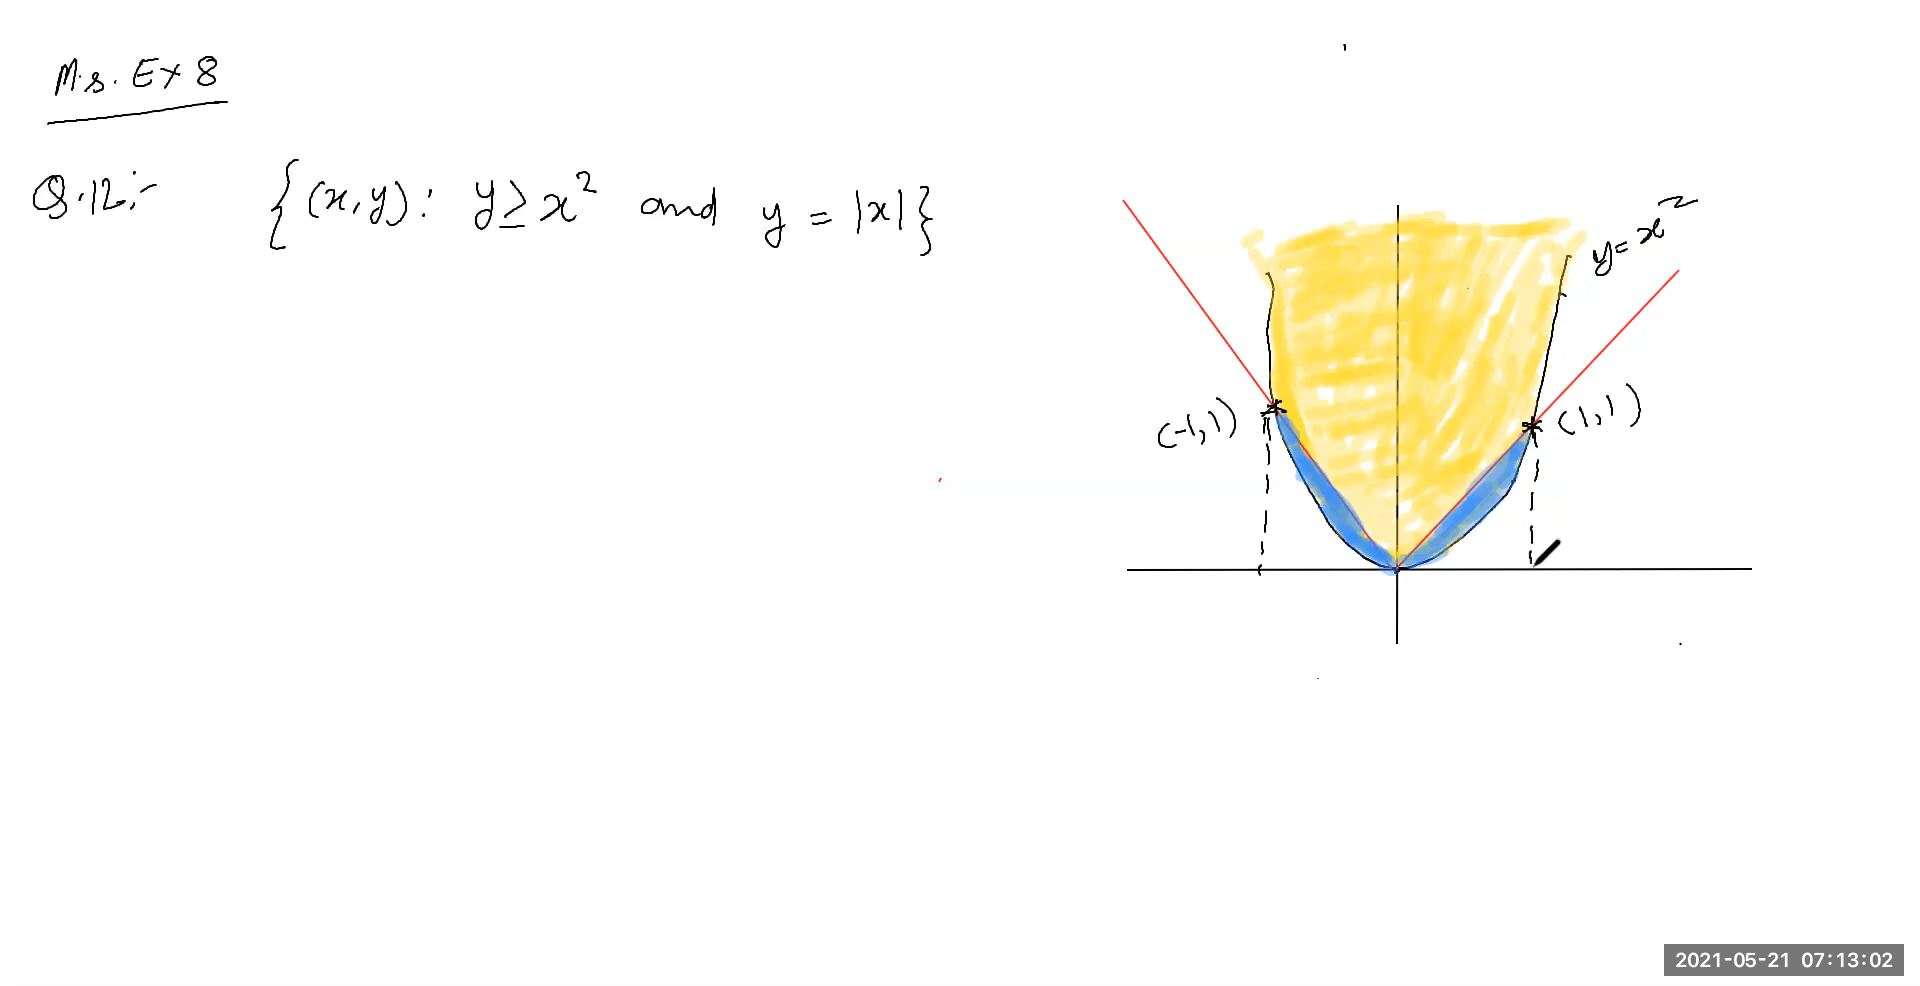 M.s. Ex 8
Q.12:- {(x,y): y ≥ x² and y = |x|}
y = x²
(-1,1)
(1,1)
2021-05-21 07:13:02